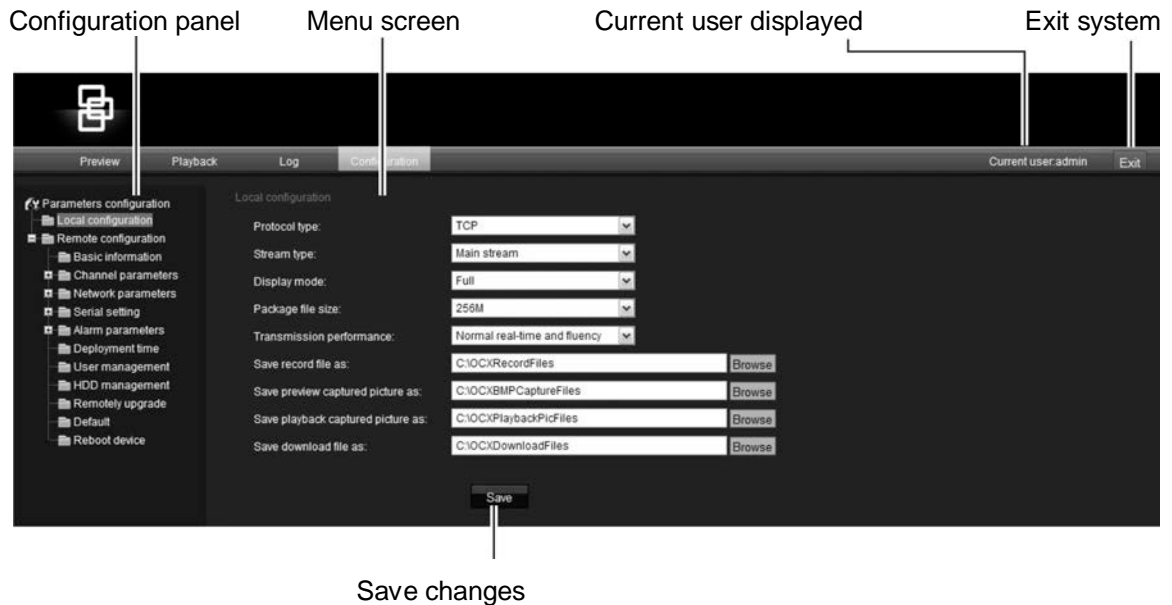 Configuration panel Menu screen Current user displayed Exit system
Preview Playback Log Configuration Current user:admin Exit
Parameters configuration
Local configuration
Remote configuration
Basic information
Channel parameters
Network parameters
Serial setting
Alarm parameters
Deployment time
User management
HDD management
Remotely upgrade
Default
Reboot device
Local configuration
Protocol type: TCP
Stream type: Main stream
Display mode: Full
Package file size: 256M
Transmission performance: Normal real-time and fluency
Save record file as: C:\OCXRecordFiles Browse
Save preview captured picture as: C:\OCXBMPCaptureFiles Browse
Save playback captured picture as: C:\OCXPlaybackPicFiles Browse
Save download file as: C:\OCXDownloadFiles Browse
Save
Save changes